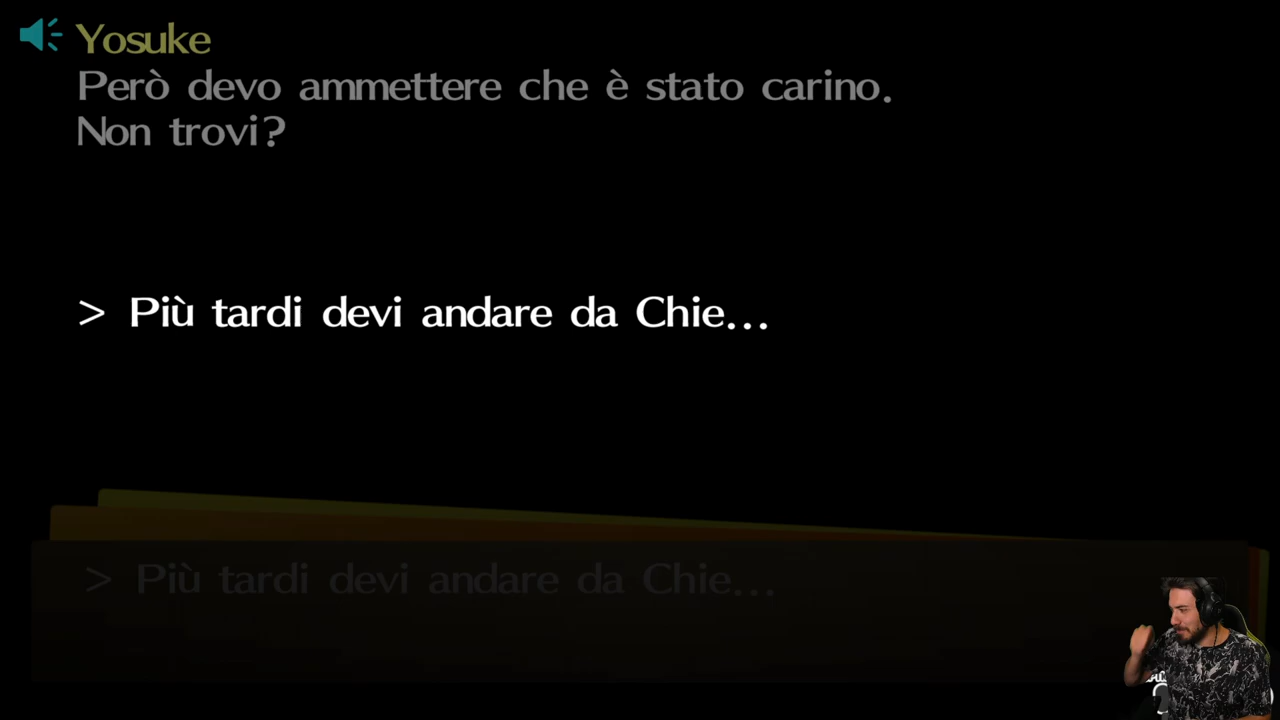 Yosuke
Però devo ammettere che è stato carino.
Non trovi?
> Più tardi devi andare da Chie...
> Più tardi devi andare da Chie...